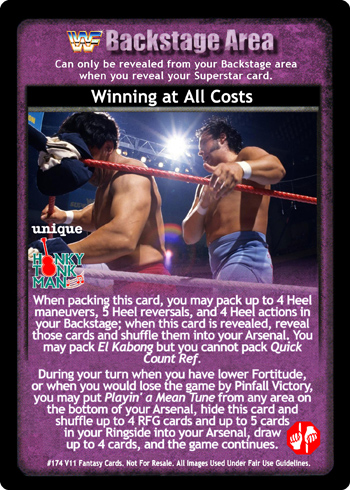 WF Backstage Area
Can only be revealed from your Backstage area
when you reveal your Superstar card.
Winning at All Costs
unique
HONKY
TONK
MAN
When packing this card, you may pack up to 4 Heel
maneuvers, 5 Heel reversals, and 4 Heel actions in
your Backstage; when this card is revealed, reveal
those cards and shuffle them into your Arsenal. You
may pack El Kabong but you cannot pack Quick
Count Ref.
During your turn when you have lower Fortitude,
or when you would lose the game by Pinfall Victory,
you may put Playin' a Mean Tune from any area on
the bottom of your Arsenal, hide this card and
shuffle up to 4 RFG cards and up to 5 cards
in your Ringside into your Arsenal, draw
up to 4 cards, and the game continues.
#174 V11 Fantasy Cards. Not For Resale. All Images Used Under Fair Use Guidelines.